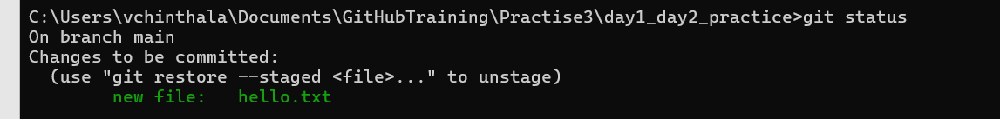 C:\Users\vchinthala\Documents\GitHubTraining\Practise3\day1_day2_practice>git status
On branch main
Changes to be committed:
  (use "git restore --staged <file>..." to unstage)
        new file:   hello.txt